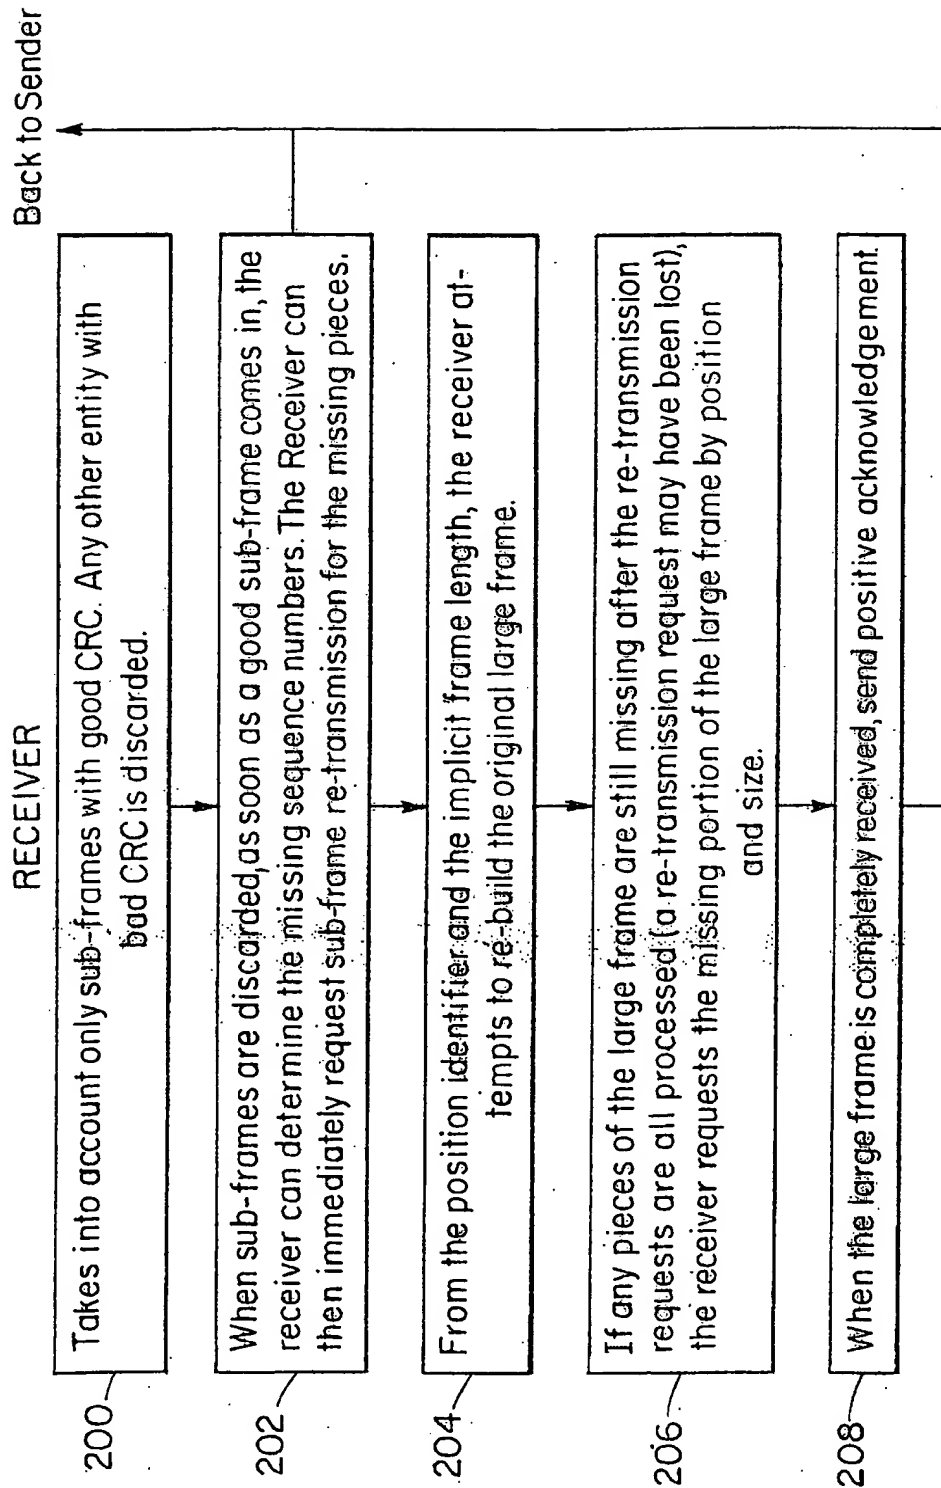 RECEIVER
Back to Sender
200
Takes into account only sub-frames with good CRC. Any other entity with
bad CRC is discarded.
202
When sub-frames are discarded, as soon as a good sub-frame comes in, the
receiver can determine the missing sequence numbers. The Receiver can
then immediately request sub-frame re-transmission for the missing pieces.
204
From the position identifier and the implicit frame length, the receiver at-
tempts to re-build the original large frame.
206
If any pieces of the large frame are still missing after the re-transmission
requests are all processed (a re-transmission request may have been lost),
the receiver requests the missing portion of the large frame by position
and size.
208
When the large frame is completely received, send positive acknowledgement.